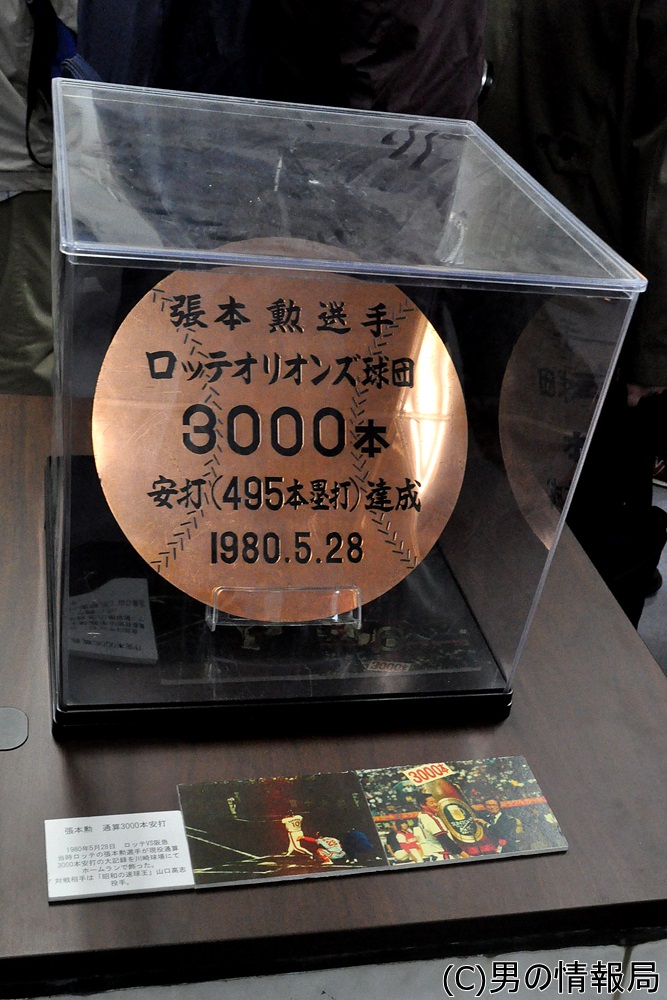 張本勲選手
ロッテオリオンズ球団
3000本
安打(495本塁打)達成
1980.5.28
3000本
張本勲 通算3000本安打
1980年5月28日 ロッテVS阪急
当時ロッテの張本勲選手が現役通算
3000本安打の大記録を川崎球場にて
ホームランで飾った。
対戦相手は「昭和の速球王」山口高志
投手。
(C)男の情報局